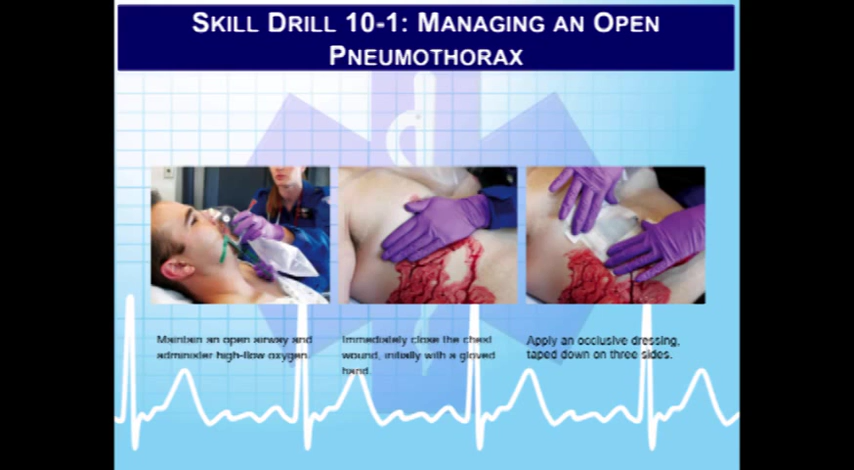 SKILL DRILL 10-1: MANAGING AN OPEN
PNEUMOTHORAX
Maintain an open airway and
administer high-flow oxygen.
Immediately close the chest
wound, initially with a gloved
hand.
Apply an occlusive dressing,
taped down on three sides.